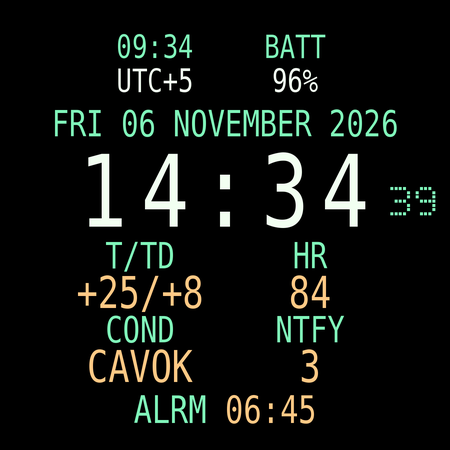 09:34 BATT
UTC+5 96%
FRI 06 NOVEMBER 2026
14:34 39
T/TD HR
+25/+8 84
COND NTFY
CAVOK 3
ALRM 06:45